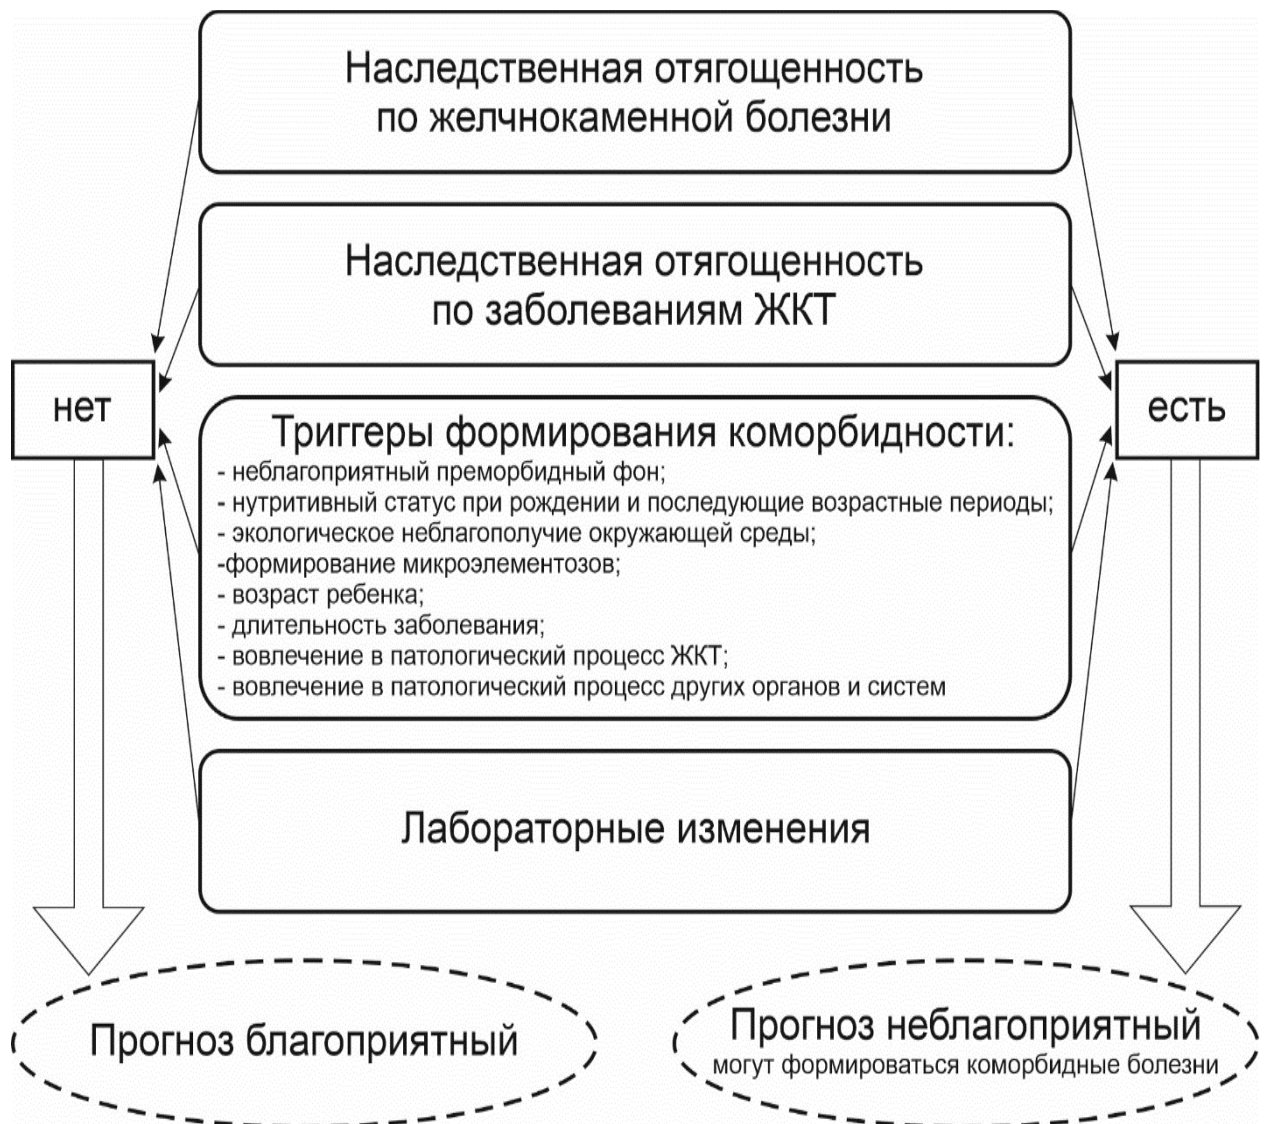 Наследственная отягощенность
по желчнокаменной болезни
Наследственная отягощенность
по заболеваниям ЖКТ
нет
есть
Триггеры формирования коморбидности:
- неблагоприятный преморбидный фон;
- нутритивный статус при рождении и последующие возрастные периоды;
- экологическое неблагополучие окружающей среды;
-формирование микроэлементозов;
- возраст ребенка;
- длительность заболевания;
- вовлечение в патологический процесс ЖКТ;
- вовлечение в патологический процесс других органов и систем
Лабораторные изменения
Прогноз благоприятный
Прогноз неблагоприятный
могут формироваться коморбидные болезни